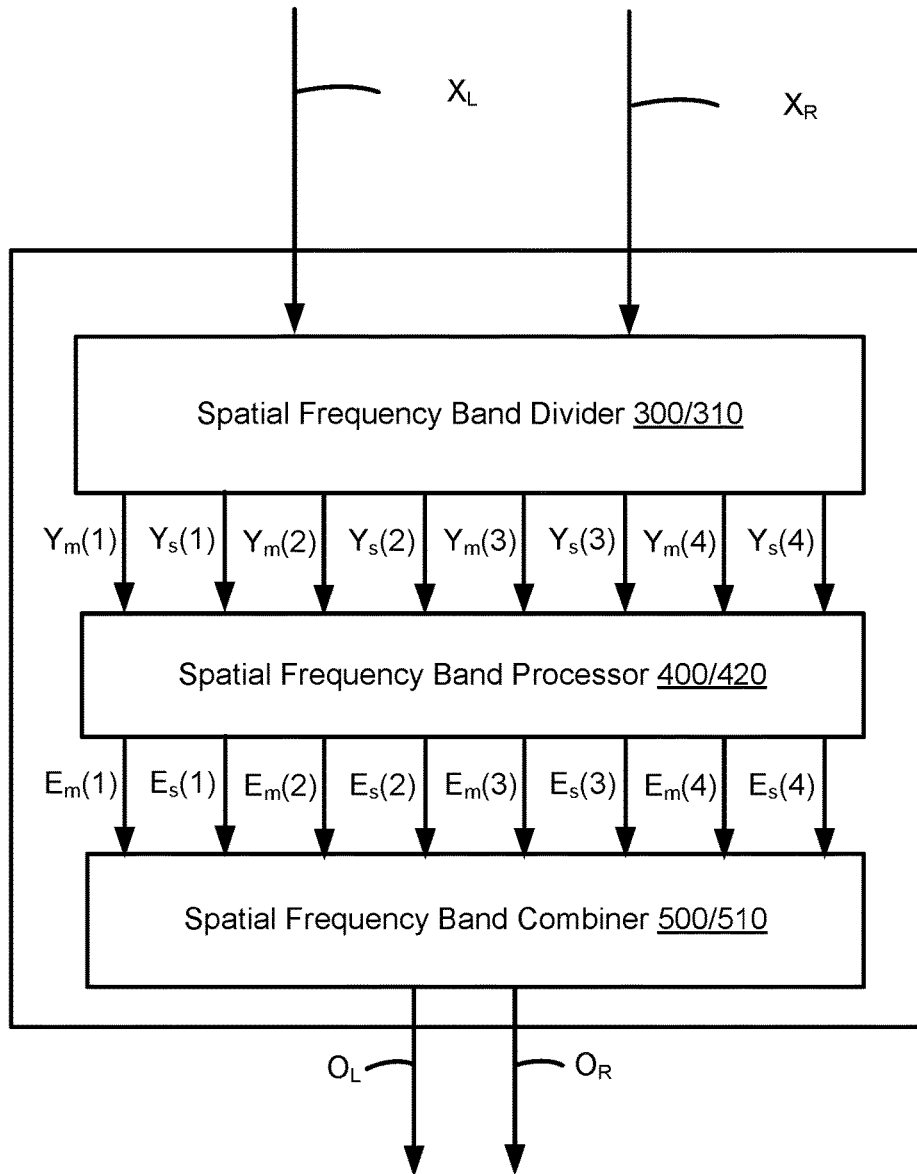 X_L
X_R
Spatial Frequency Band Divider 300/310
Y_m(1) Y_s(1) Y_m(2) Y_s(2) Y_m(3) Y_s(3) Y_m(4) Y_s(4)
Spatial Frequency Band Processor 400/420
E_m(1) E_s(1) E_m(2) E_s(2) E_m(3) E_s(3) E_m(4) E_s(4)
Spatial Frequency Band Combiner 500/510
O_L O_R